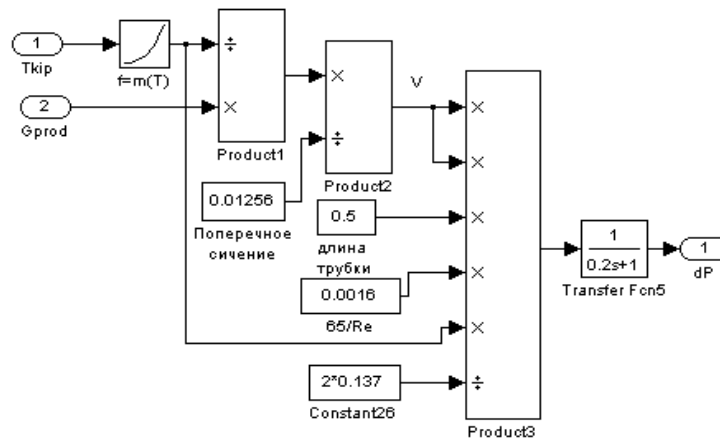 1
Tkip
f=m(T)
÷
×
2
Gprod
Product1
×
÷
Product2
V
0.01256
Поперечное
сичение
0.5
длина
трубки
0.0016
65/Re
2*0.137
Constant26
×
×
×
×
×
÷
Product3
1
0.2s+1
Transfer Fcn5
1
dP